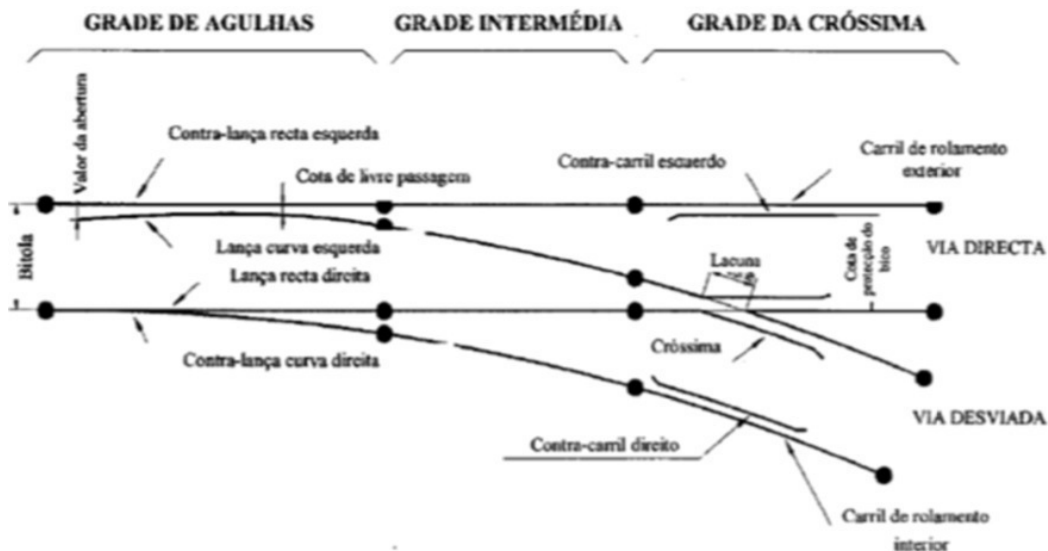 GRADE DE AGULHAS
GRADE INTERMÉDIA
GRADE DA CRÓSSIMA
Valor da abertura
Contra-lança recta esquerda
Cota de livre passagem
Contra-carril esquerdo
Carril de rolamento
exterior
Bitola
Lança curva esquerda
Lança recta direita
Lacuna
Cota de
protecção do
bico
VIA DIRECTA
Contra-lança curva direita
Cróssima
VIA DESVIADA
Contra-carril direito
Carril de rolamento
interior